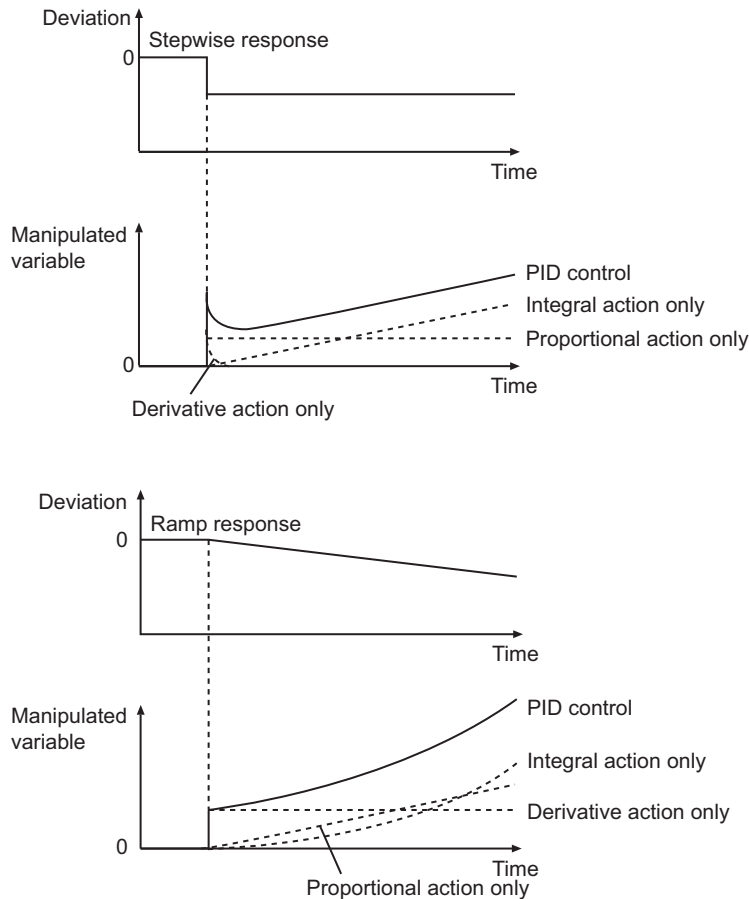 Deviation
Stepwise response
0
Time
Manipulated
variable
PID control
Integral action only
Proportional action only
0
Time
Derivative action only
Deviation
Ramp response
0
Time
Manipulated
variable
PID control
Integral action only
Derivative action only
0
Time
Proportional action only